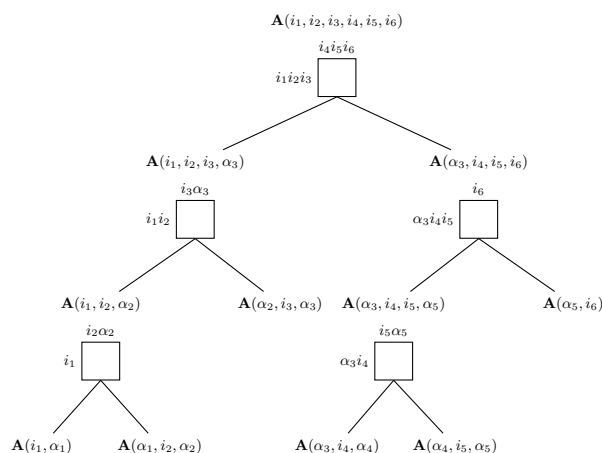 𝐀(i₁, i₂, i₃, i₄, i₅, i₆)
i₄i₅i₆
i₁i₂i₃
𝐀(i₁, i₂, i₃, α₃) 𝐀(α₃, i₄, i₅, i₆)
i₃α₃ i₆
i₁i₂ α₃i₄i₅
𝐀(i₁, i₂, α₂) 𝐀(α₂, i₃, α₃) 𝐀(α₃, i₄, i₅, α₅) 𝐀(α₅, i₆)
i₂α₂ i₅α₅
i₁ α₃i₄
𝐀(i₁, α₁) 𝐀(α₁, i₂, α₂) 𝐀(α₃, i₄, α₄) 𝐀(α₄, i₅, α₅)